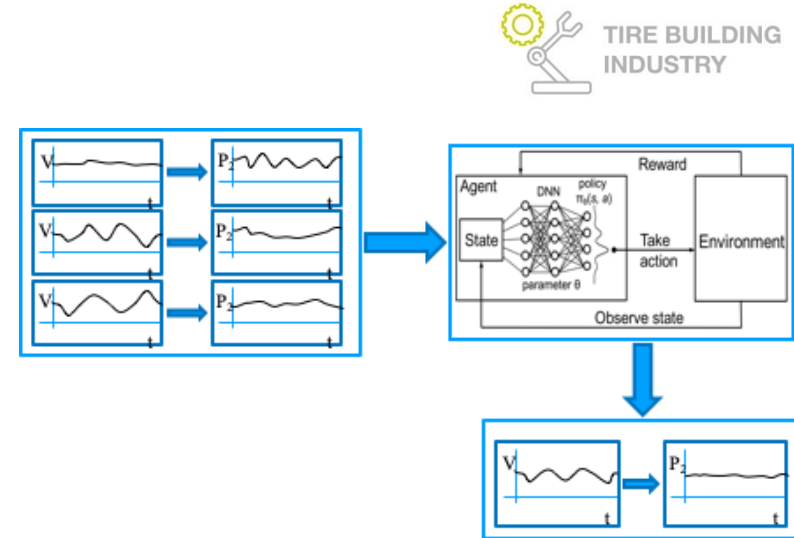 TIRE BUILDING
INDUSTRY
V
t
P₂
t
V
t
P₂
t
V
t
P₂
t
Reward
Agent
DNN
policy
πθ(s, a)
State
Take
action
Environment
parameter θ
Observe state
V
t
P₂
t